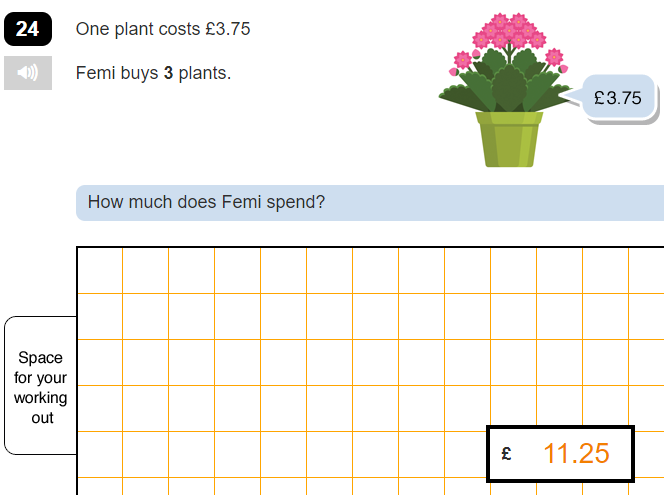 24
One plant costs £3.75
Femi buys 3 plants.
£3.75
How much does Femi spend?
Space
for your
working
out
£ 11.25